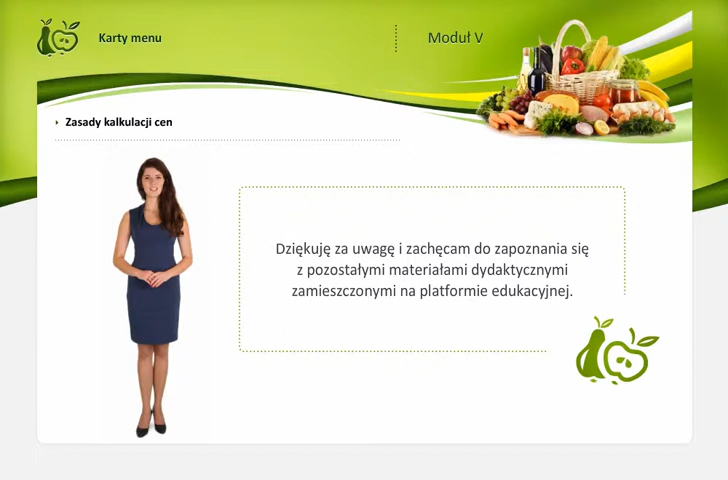 Karty menu
Moduł V
Zasady kalkulacji cen
Dziękuję za uwagę i zachęcam do zapoznania się
z pozostałymi materiałami dydaktycznymi
zamieszczonymi na platformie edukacyjnej.